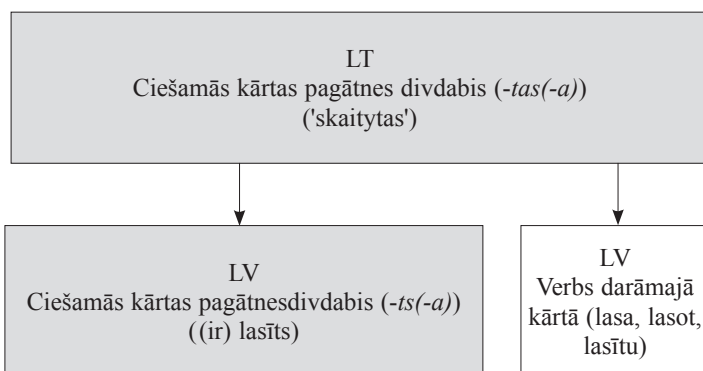 LT
Ciešamās kārtas pagātnes divdabis (-tas(-a))
('skaitytas')
LV
Ciešamās kārtas pagātnesdivdabis (-ts(-a))
((ir) lasīts)
LV
Verbs darāmajā
kārtā (lasa, lasot,
lasītu)